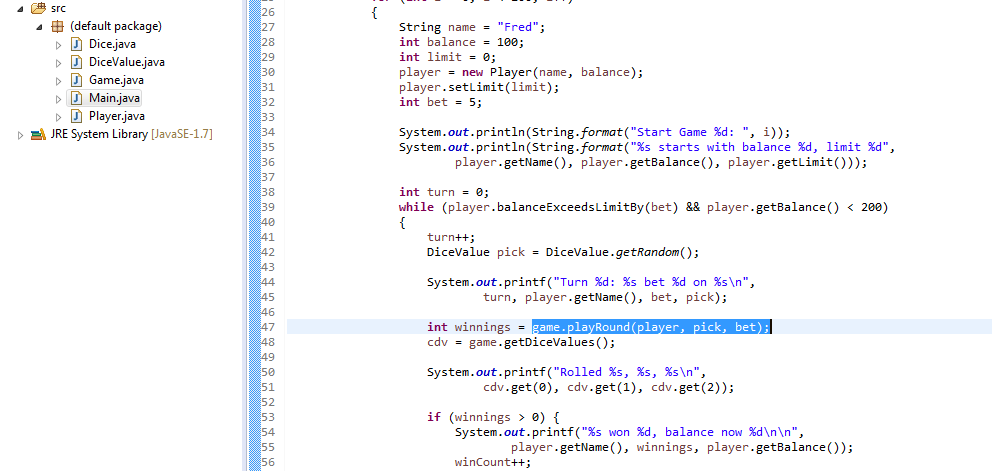 src
(default package)
Dice.java
DiceValue.java
Game.java
Main.java
Player.java
JRE System Library [JavaSE-1.7]
26 {
27 String name = "Fred";
28 int balance = 100;
29 int limit = 0;
30 player = new Player(name, balance);
31 player.setLimit(limit);
32 int bet = 5;
33
34 System.out.println(String.format("Start Game %d: ", i));
35 System.out.println(String.format("%s starts with balance %d, limit %d",
36 player.getName(), player.getBalance(), player.getLimit()));
37
38 int turn = 0;
39 while (player.balanceExceedsLimitBy(bet) && player.getBalance() < 200)
40 {
41 turn++;
42 DiceValue pick = DiceValue.getRandom();
43
44 System.out.printf("Turn %d: %s bet %d on %s\n",
45 turn, player.getName(), bet, pick);
46
47 int winnings = game.playRound(player, pick, bet);
48 cdv = game.getDiceValues();
49
50 System.out.printf("Rolled %s, %s, %s\n",
51 cdv.get(0), cdv.get(1), cdv.get(2));
52
53 if (winnings > 0) {
54 System.out.printf("%s won %d, balance now %d\n\n",
55 player.getName(), winnings, player.getBalance());
56 winCount++;